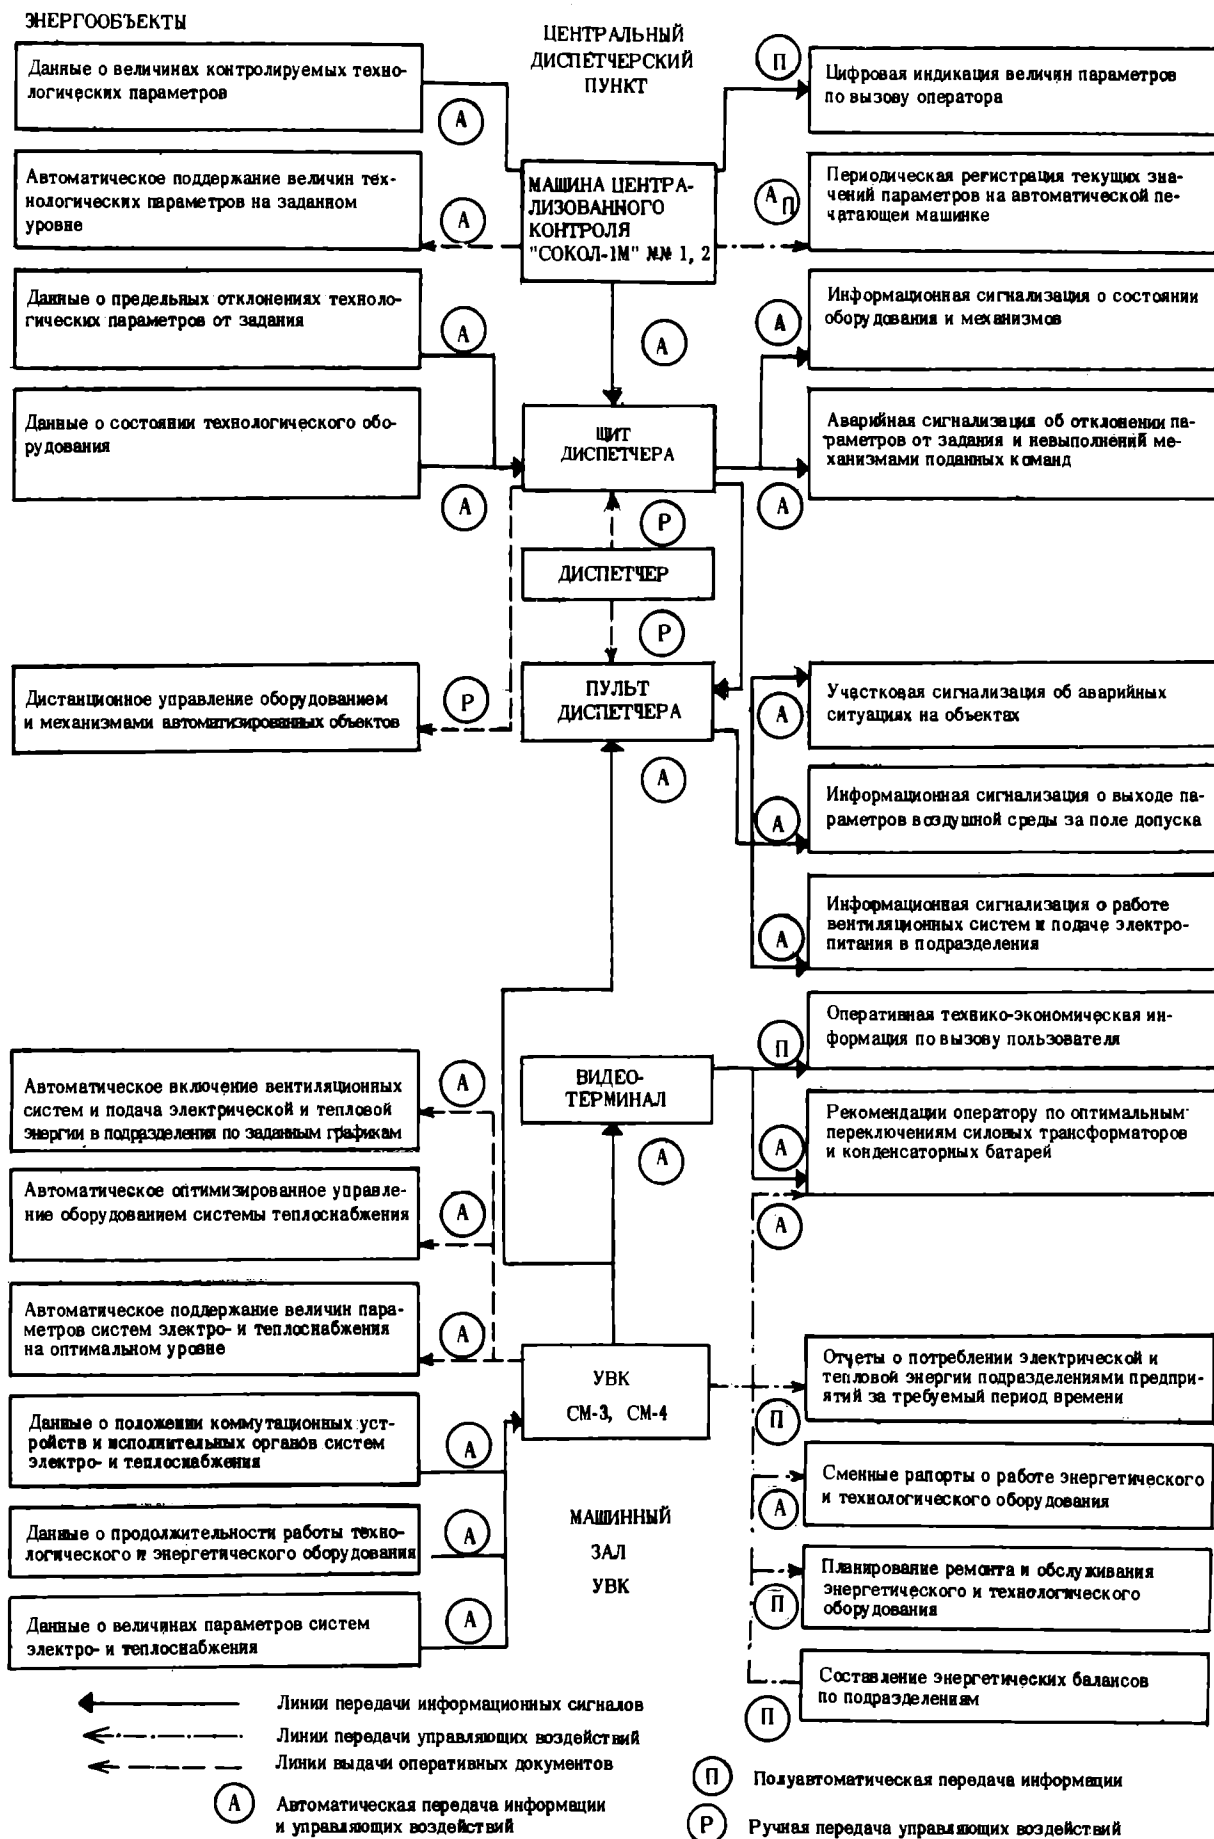 ЭНЕРГООБЪЕКТЫ
Данные о величинах контролируемых техно-
логических параметров
А
Автоматическое поддержание величин тех-
нологических параметров на заданном
уровне
А
Данные о предельных отклонениях техноло-
гических параметров от задания
А
Данные о состоянии технологического обо-
рудования
А
Дистанционное управление оборудованием
и механизмами автоматизированных объектов
Р
ЦЕНТРАЛЬНЫЙ
ДИСПЕТЧЕРСКИЙ
ПУНКТ
МАШИНА ЦЕНТРА-
ЛИЗОВАННОГО
КОНТРОЛЯ
"СОКОЛ-1М" №№ 1, 2
А
ЩИТ
ДИСПЕТЧЕРА
Р
ДИСПЕТЧЕР
Р
ПУЛЬТ
ДИСПЕТЧЕРА
А
П
Цифровая индикация величин параметров
по вызову оператора
А П
Периодическая регистрация текущих зна-
чений параметров на автоматической пе-
чатающей машинке
А
Информационная сигнализация о состоянии
оборудования и механизмов
Аварийная сигнализация об отклонении па-
раметров от задания и невыполнений ме-
ханизмами поданных команд
А
Участковая сигнализация об аварийных
ситуациях на объектах
А
Информационная сигнализация о выходе па-
раметров воздушной среды за поле допуска
А
Информационная сигнализация о работе
вентиляционных систем и подаче электро-
питания в подразделения
А
Оперативная технико-экономическая ин-
формация по вызову пользователя
П
Рекомендации оператору по оптимальным
переключениям силовых трансформаторов
и конденсаторных батарей
А
А
Автоматическое включение вентиляционных
систем и подача электрической и тепловой
энергии в подразделения по заданным графикам
А
Автоматическое оптимизированное управле-
ние оборудованием системы теплоснабжения
А
Автоматическое поддержание величин пара-
метров систем электро- и теплоснабжения
на оптимальном уровне
А
Данные о положении коммутационных уст-
ройств и исполнительных органов систем
электро- и теплоснабжения
А
Данные о продолжительности работы техно-
логического и энергетического оборудования
А
Данные о величинах параметров систем
электро- и теплоснабжения
А
ВИДЕО-
ТЕРМИНАЛ
А
УВК
СМ-3, СМ-4
МАШИННЫЙ
ЗАЛ
УВК
Отчеты о потреблении электрической и
тепловой энергии подразделениями предпри-
ятий за требуемый период времени
П
Сменные рапорты о работе энергетического
и технологического оборудования
А
Планирование ремонта и обслуживания
энергетического и технологического
оборудования
П
Составление энергетических балансов
по подразделениям
П
Линии передачи информационных сигналов
Линии передачи управляющих воздействий
Линии выдачи оперативных документов
А
Автоматическая передача информации
и управляющих воздействий
П
Полуавтоматическая передача информации
Р
Ручная передача управляющих воздействий